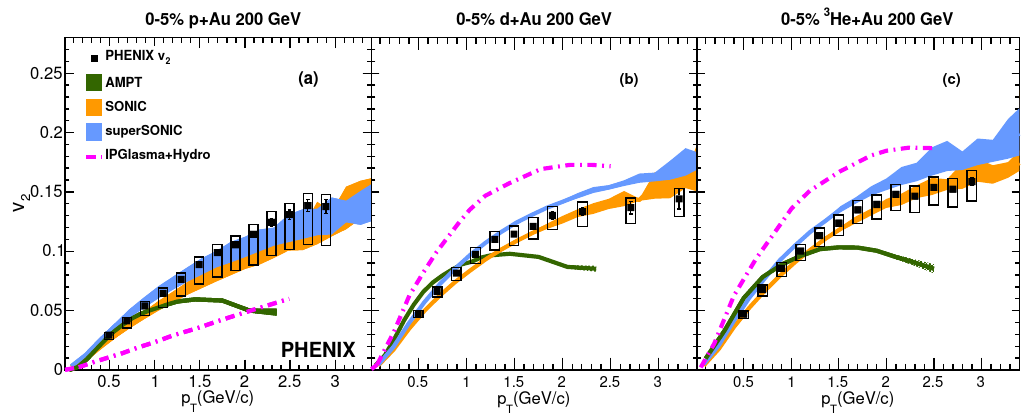 0-5% p+Au 200 GeV
0-5% d+Au 200 GeV
0-5% ³He+Au 200 GeV
PHENIX v₂
AMPT
SONIC
superSONIC
IPGlasma+Hydro
(a)
(b)
(c)
v₂
0.25
0.2
0.15
0.1
0.05
0
PHENIX
0.5 1 1.5 2 2.5 3
0.5 1 1.5 2 2.5 3
0.5 1 1.5 2 2.5 3
p_T(GeV/c)
p_T(GeV/c)
p_T(GeV/c)